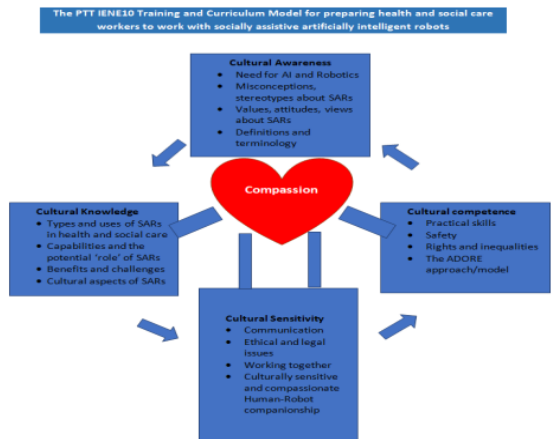 The PTT IENE10 Training and Curriculum Model for preparing health and social care
workers to work with socially assistive artificially intelligent robots
Cultural Awareness
• Need for AI and Robotics
• Misconceptions,
stereotypes about SARs
• Values, attitudes, views
about SARs
• Definitions and
terminology
Compassion
Cultural Knowledge
• Types and uses of SARs
in health and social care
• Capabilities and the
potential ‘role’ of SARs
• Benefits and challenges
• Cultural aspects of SARs
Cultural competence
• Practical skills
• Safety
• Rights and inequalities
• The ADORE
approach/model
Cultural Sensitivity
• Communication
• Ethical and legal
issues
• Working together
• Culturally sensitive
and compassionate
Human-Robot
companionship